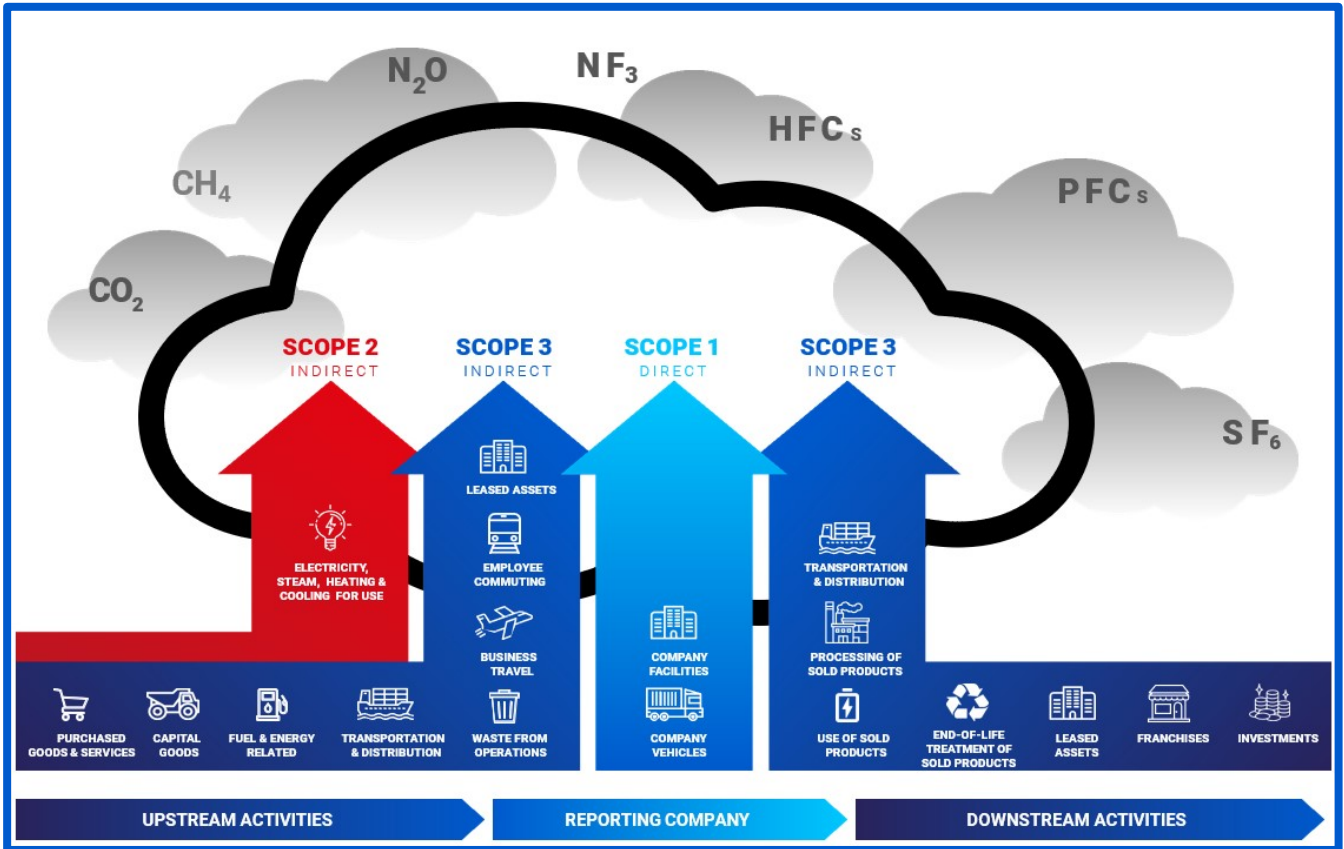 N₂O
NF₃
HFCs
CH₄
PFCs
CO₂
SF₆
SCOPE 2
INDIRECT
SCOPE 3
INDIRECT
SCOPE 1
DIRECT
SCOPE 3
INDIRECT
ELECTRICITY,
STEAM, HEATING &
COOLING FOR USE
LEASED ASSETS
EMPLOYEE
COMMUTING
BUSINESS
TRAVEL
COMPANY
FACILITIES
TRANSPORTATION
& DISTRIBUTION
PROCESSING OF
SOLD PRODUCTS
PURCHASED
GOODS & SERVICES
CAPITAL
GOODS
FUEL & ENERGY
RELATED
TRANSPORTATION
& DISTRIBUTION
WASTE FROM
OPERATIONS
COMPANY
VEHICLES
USE OF SOLD
PRODUCTS
END-OF-LIFE
TREATMENT OF
SOLD PRODUCTS
LEASED
ASSETS
FRANCHISES
INVESTMENTS
UPSTREAM ACTIVITIES
REPORTING COMPANY
DOWNSTREAM ACTIVITIES